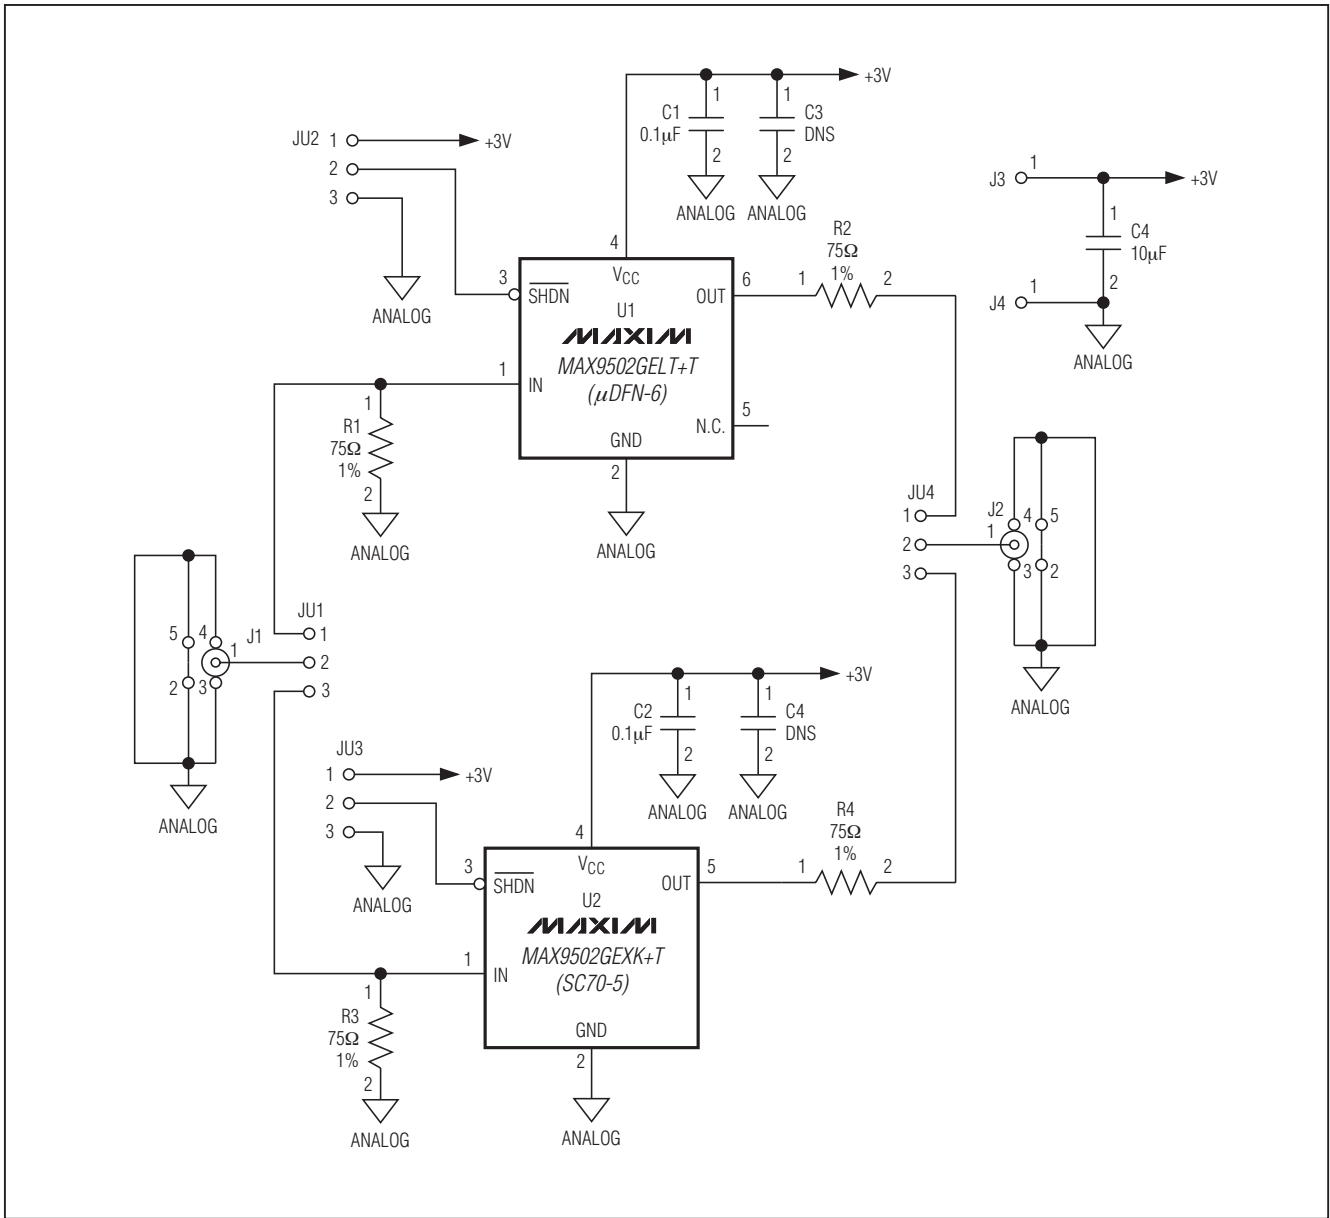 +3V
1
1
C1
0.1µF
C3
DNS
2
2
ANALOG
ANALOG
JU2
1
+3V
2
3
ANALOG
J3
1
+3V
1
C4
10µF
2
J4
1
ANALOG
4
VCC
3
SHDN
U1
MAXIM
MAX9502GELT+T
(µDFN-6)
OUT
6
1
IN
N.C.
5
GND
2
ANALOG
R2
75Ω
1%
1
2
1
R1
75Ω
1%
2
ANALOG
JU4
1
2
3
J2
1
4
5
3
2
ANALOG
JU1
1
2
3
J1
1
5
4
2
3
ANALOG
+3V
1
1
C2
0.1µF
C4
DNS
2
2
ANALOG
ANALOG
JU3
1
+3V
2
3
ANALOG
4
VCC
3
SHDN
U2
MAXIM
MAX9502GEXK+T
(SC70-5)
OUT
5
1
IN
GND
2
ANALOG
R4
75Ω
1%
1
2
1
R3
75Ω
1%
2
ANALOG